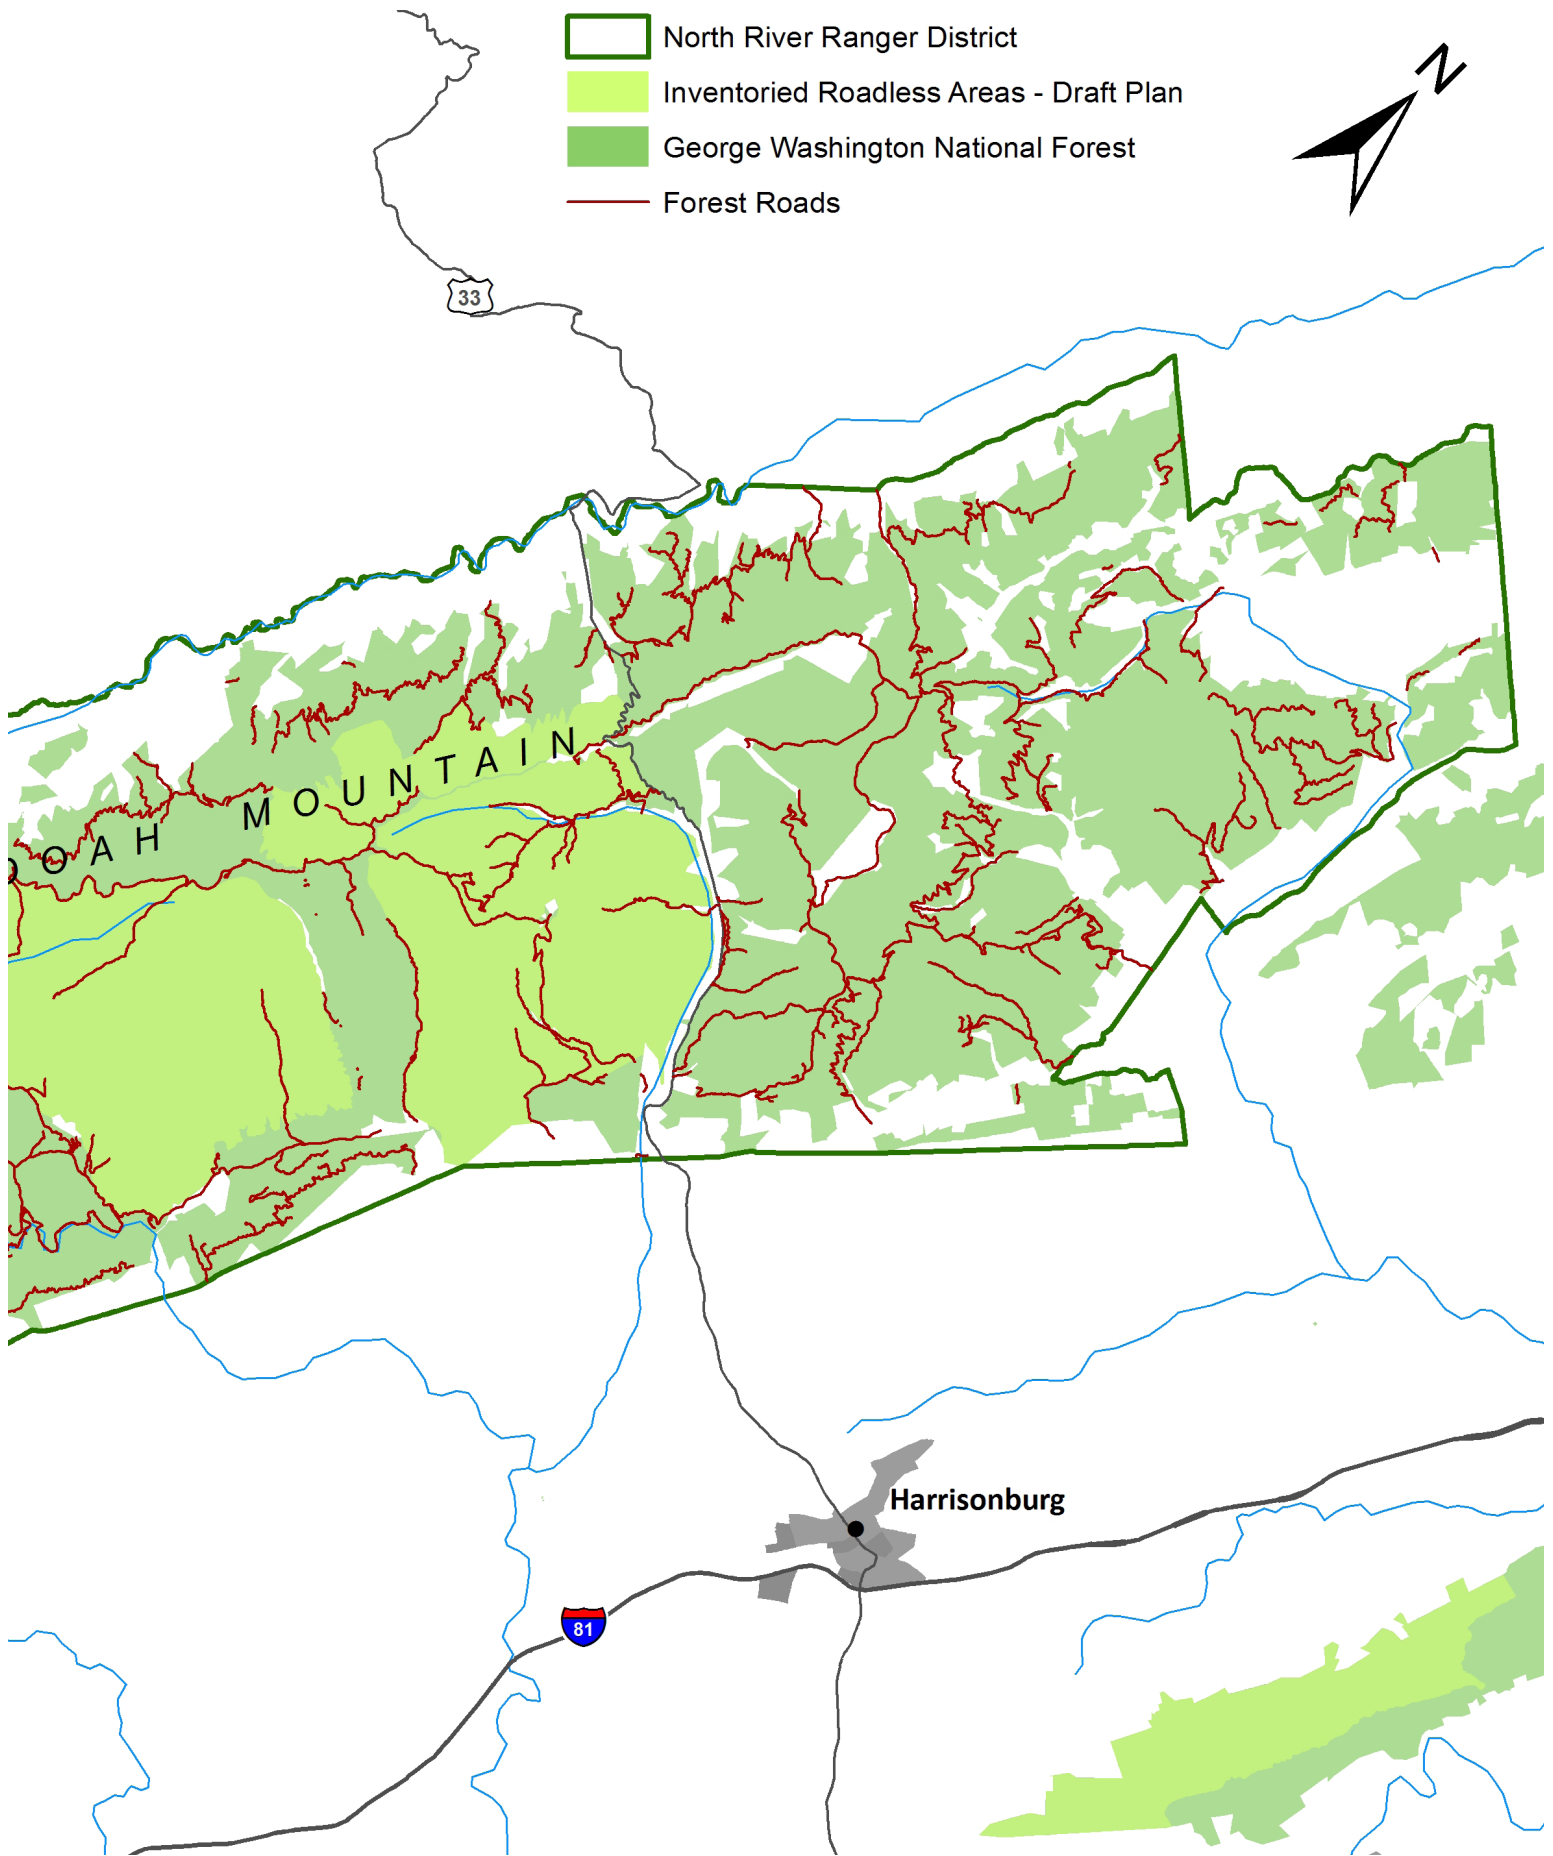 North River Ranger District
Inventoried Roadless Areas - Draft Plan
George Washington National Forest
Forest Roads
N
33
OOAH MOUNTAIN
Harrisonburg
81